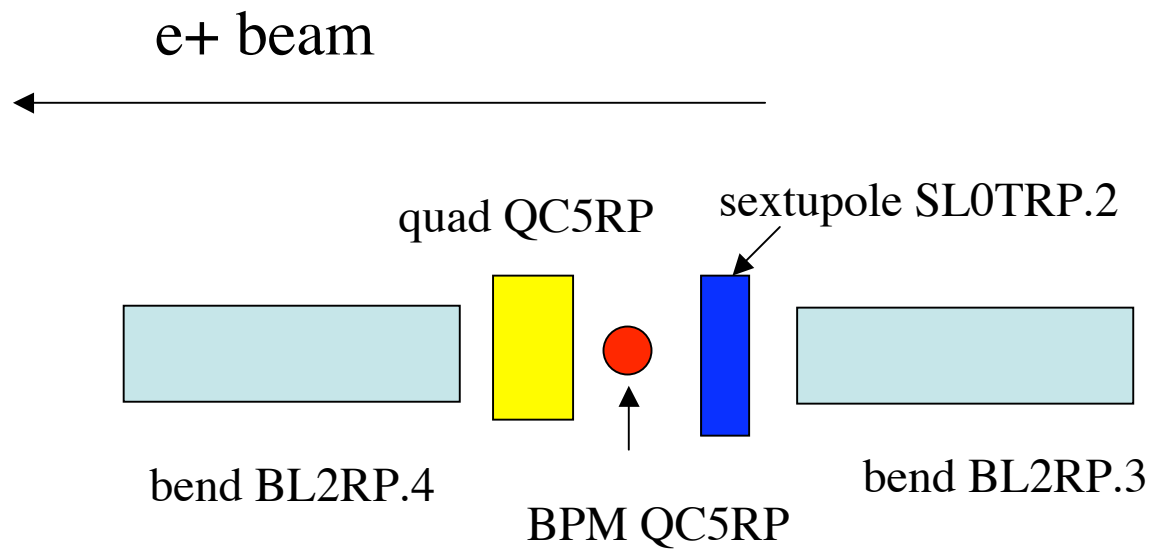 e+ beam
sextupole SL0TRP.2
quad QC5RP
bend BL2RP.4
bend BL2RP.3
BPM QC5RP